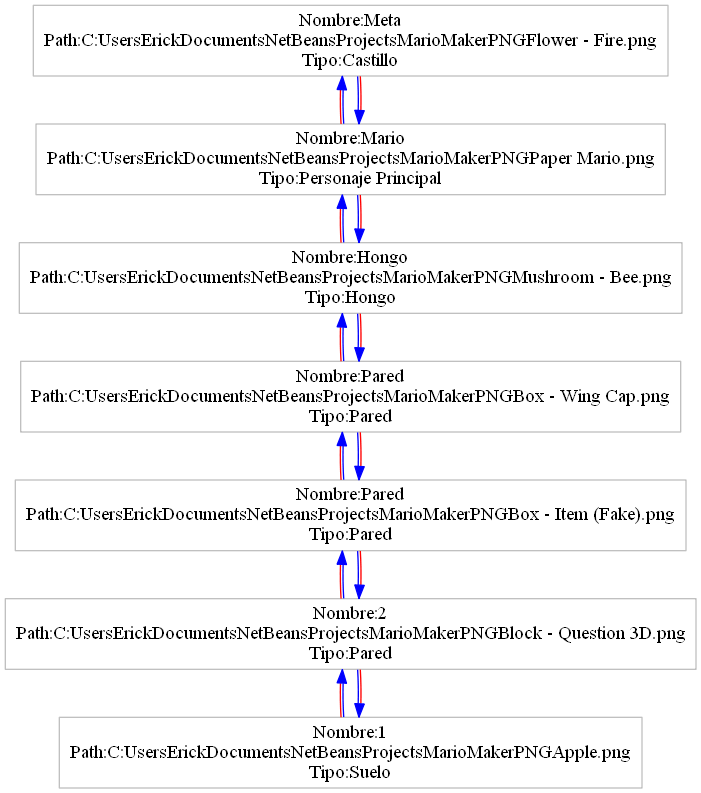 Nombre:Meta
Path:C:UsersErickDocumentsNetBeansProjectsMarioMakerPNGFlower - Fire.png
Tipo:Castillo
Nombre:Mario
Path:C:UsersErickDocumentsNetBeansProjectsMarioMakerPNGPaper Mario.png
Tipo:Personaje Principal
Nombre:Hongo
Path:C:UsersErickDocumentsNetBeansProjectsMarioMakerPNGMushroom - Bee.png
Tipo:Hongo
Nombre:Pared
Path:C:UsersErickDocumentsNetBeansProjectsMarioMakerPNGBox - Wing Cap.png
Tipo:Pared
Nombre:Pared
Path:C:UsersErickDocumentsNetBeansProjectsMarioMakerPNGBox - Item (Fake).png
Tipo:Pared
Nombre:2
Path:C:UsersErickDocumentsNetBeansProjectsMarioMakerPNGBlock - Question 3D.png
Tipo:Pared
Nombre:1
Path:C:UsersErickDocumentsNetBeansProjectsMarioMakerPNGApple.png
Tipo:Suelo